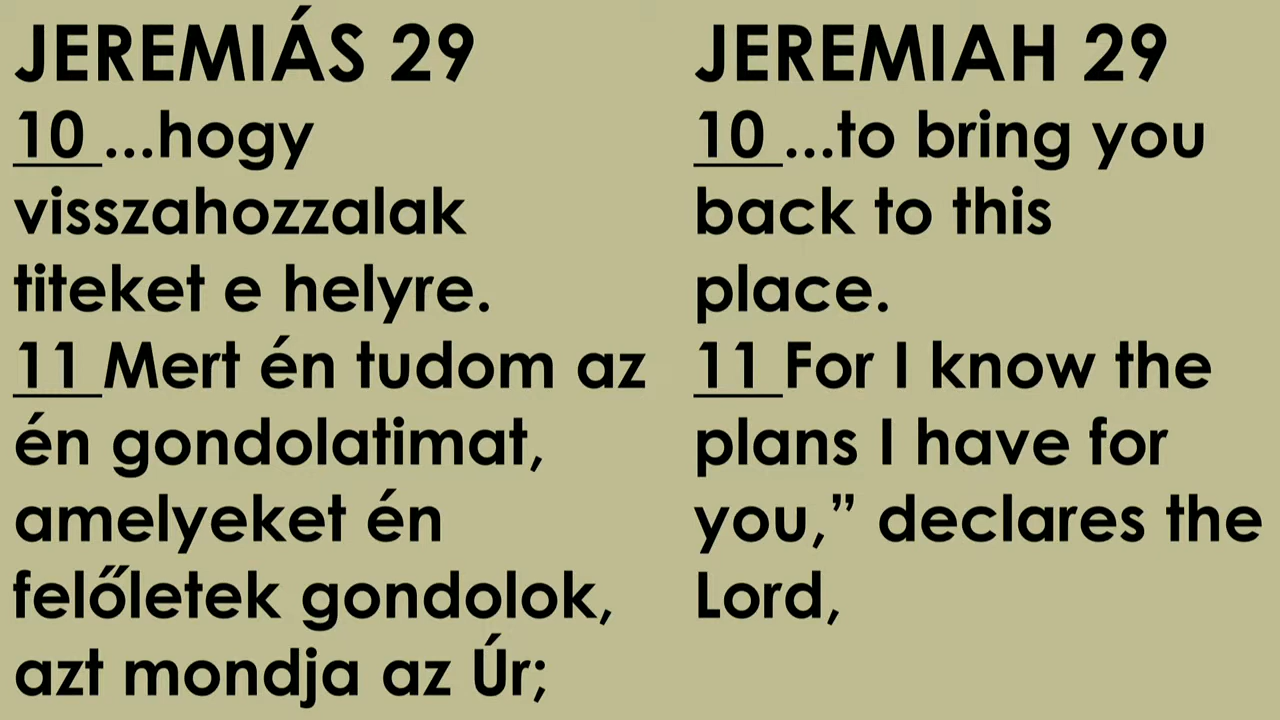 JEREMIÁS 29
10 ...hogy
visszahozzalak
titeket e helyre.
11 Mert én tudom az
én gondolatimat,
amelyeket én
felőletek gondolok,
azt mondja az Úr;
JEREMIAH 29
10 ...to bring you
back to this
place.
11 For I know the
plans I have for
you,” declares the
Lord,